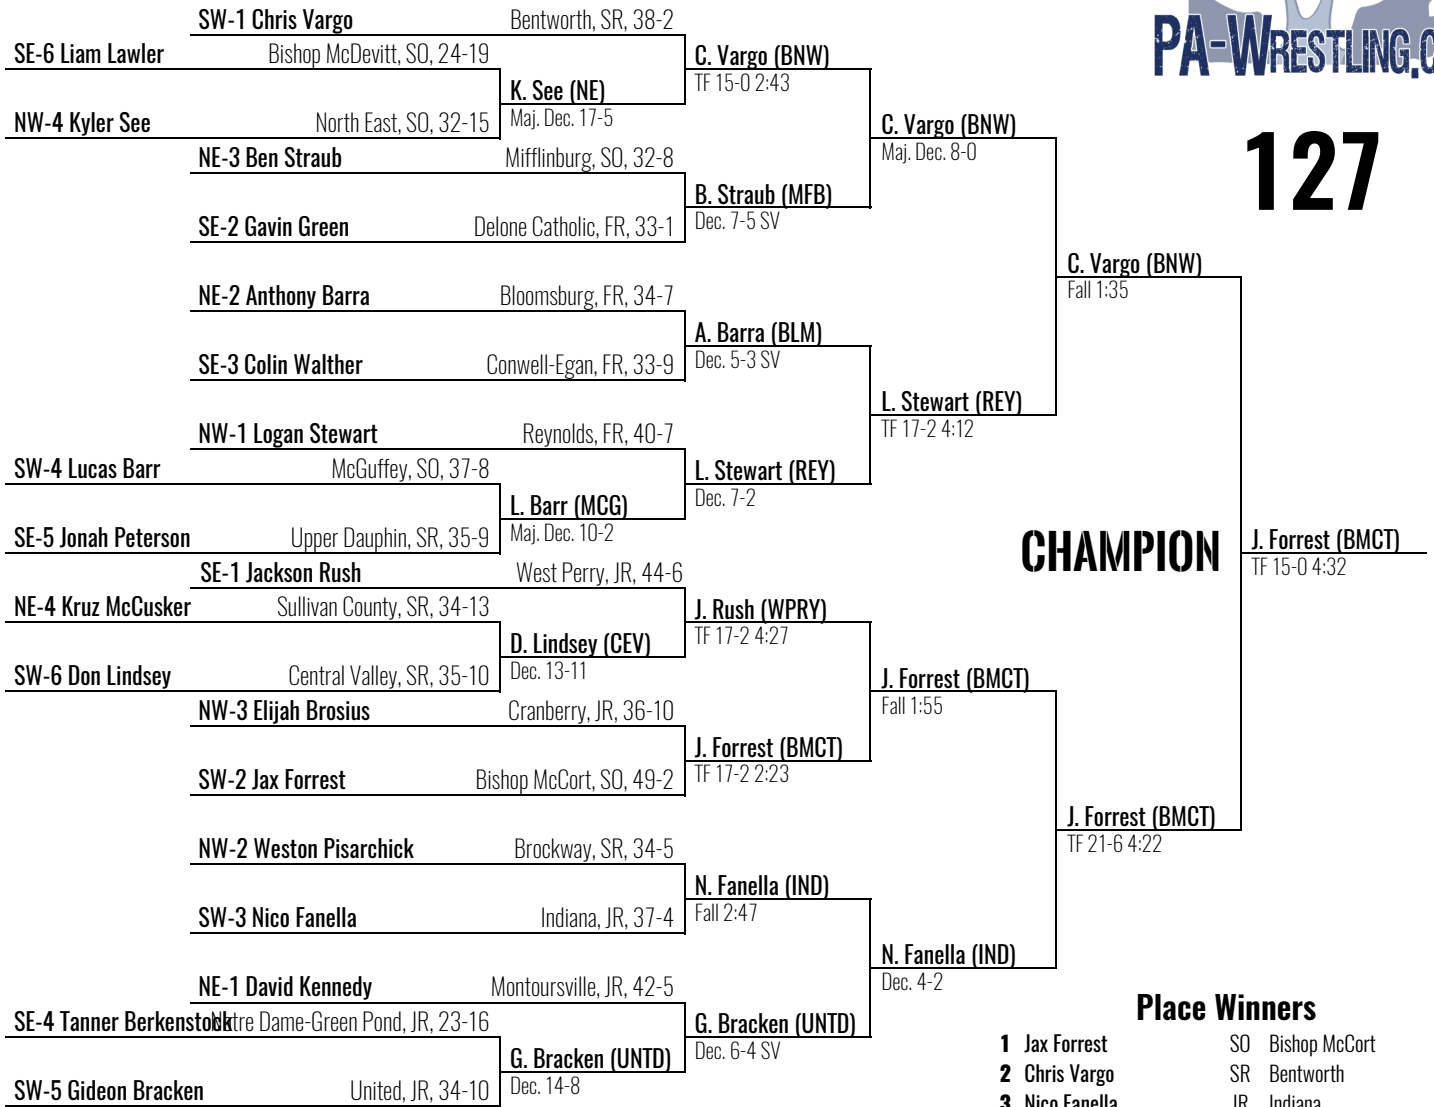 SW-1 Chris Vargo Bentworth, SR, 38-2
SE-6 Liam Lawler Bishop McDevitt, SO, 24-19
C. Vargo (BNW)
TF 15-0 2:43
K. See (NE)
Maj. Dec. 17-5
NW-4 Kyler See North East, SO, 32-15
C. Vargo (BNW)
Maj. Dec. 8-0
NE-3 Ben Straub Mifflinburg, SO, 32-8
B. Straub (MFB)
Dec. 7-5 SV
SE-2 Gavin Green Delone Catholic, FR, 33-1
C. Vargo (BNW)
Fall 1:35
NE-2 Anthony Barra Bloomsburg, FR, 34-7
A. Barra (BLM)
Dec. 5-3 SV
SE-3 Colin Walther Conwell-Egan, FR, 33-9
L. Stewart (REY)
TF 17-2 4:12
NW-1 Logan Stewart Reynolds, FR, 40-7
SW-4 Lucas Barr McGuffey, SO, 37-8
L. Stewart (REY)
Dec. 7-2
L. Barr (MCG)
Maj. Dec. 10-2
SE-5 Jonah Peterson Upper Dauphin, SR, 35-9
CHAMPION
J. Forrest (BMCT)
TF 15-0 4:32
SE-1 Jackson Rush West Perry, JR, 44-6
NE-4 Kruz McCusker Sullivan County, SR, 34-13
J. Rush (WPRY)
TF 17-2 4:27
D. Lindsey (CEV)
Dec. 13-11
SW-6 Don Lindsey Central Valley, SR, 35-10
J. Forrest (BMCT)
Fall 1:55
NW-3 Elijah Brosius Cranberry, JR, 36-10
J. Forrest (BMCT)
TF 17-2 2:23
SW-2 Jax Forrest Bishop McCort, SO, 49-2
J. Forrest (BMCT)
TF 21-6 4:22
NW-2 Weston Pisarchick Brockway, SR, 34-5
N. Fanella (IND)
Fall 2:47
SW-3 Nico Fanella Indiana, JR, 37-4
N. Fanella (IND)
Dec. 4-2
NE-1 David Kennedy Montoursville, JR, 42-5
SE-4 Tanner Berkenstock Notre Dame-Green Pond, JR, 23-16
G. Bracken (UNTD)
Dec. 6-4 SV
G. Bracken (UNTD)
Dec. 14-8
SW-5 Gideon Bracken United, JR, 34-10
PA-WRESTLING.C
127
Place Winners
1 Jax Forrest SO Bishop McCort
2 Chris Vargo SR Bentworth
3 Nico Fanella JR Indiana